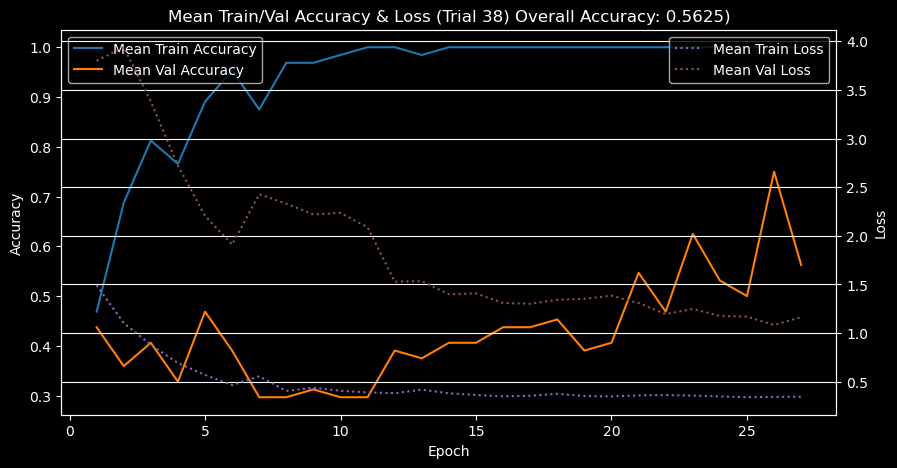 Mean Train/Val Accuracy & Loss (Trial 38) Overall Accuracy: 0.5625)
Mean Train Accuracy
Mean Val Accuracy
Mean Train Loss
Mean Val Loss
1.0
0.9
0.8
0.7
0.6
0.5
0.4
0.3
Accuracy
4.0
3.5
3.0
2.5
2.0
1.5
1.0
0.5
Loss
0 5 10 15 20 25
Epoch